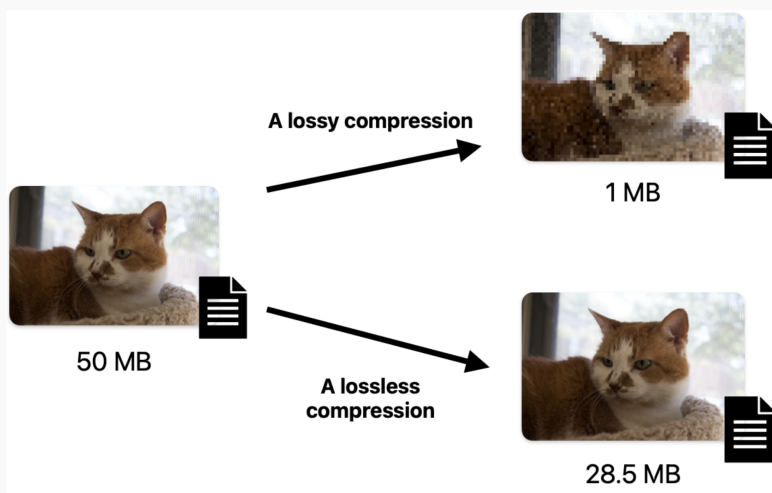 A lossy compression
1 MB
50 MB
A lossless
compression
28.5 MB